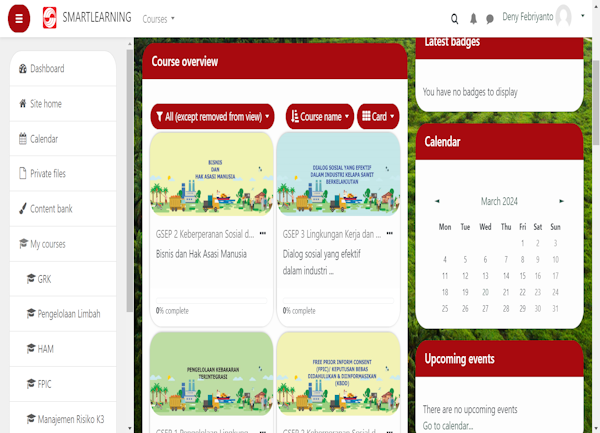 SMARTLEARNING
Courses
Deny Febriyanto
Dashboard
Site home
Calendar
Private files
Content bank
My courses
GRK
Pengelolaan Limbah
HAM
FPIC
Manajemen Risiko K3
Course overview
All (except removed from view)
Course name
Card
BISNIS
DAN
HAK ASASI MANUSIA
GSEP 2 Keberperanan Sosial d...
Bisnis dan Hak Asasi Manusia
0% complete
DIALOG SOSIAL YANG EFEKTIF
DALAM INDUSTRI KELAPA SAWIT
BERKELANJUTAN
GSEP 3 Lingkungan Kerja dan ...
Dialog sosial yang efektif
dalam industri ...
0% complete
PENGELOLAAN KEBAKARAN
TERINTEGRASI
GSEP 1 Pengelolaan Lingkung
FREE PRIOR INFORM CONSENT
(FPIC)/ KEPUTUSAN BEBAS
DIDAHULUKAN & DIINFORMASIKAN
(KBDD)
GSEP 2 Keberperanan Sosial d
Latest badges
You have no badges to display
Calendar
March 2024
Mon Tue Wed Thu Fri Sat Sun
1 2 3
4 5 6 7 8 9 10
11 12 13 14 15 16 17
18 19 20 21 22 23 24
25 26 27 28 29 30 31
Upcoming events
There are no upcoming events
Go to calendar...